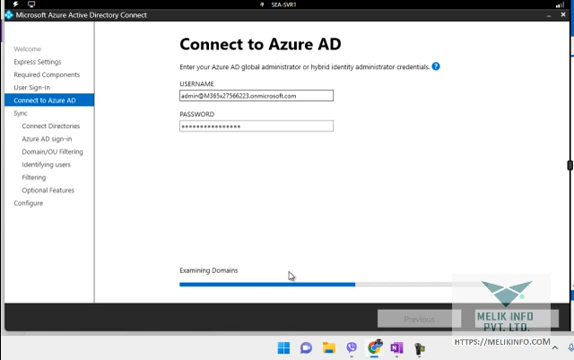 SEA-SVR1
Microsoft Azure Active Directory Connect
Welcome
Express Settings
Required Components
User Sign-In
Connect to Azure AD
Sync
Connect Directories
Azure AD sign-in
Domain/OU Filtering
Identifying users
Filtering
Optional Features
Configure
Connect to Azure AD
Enter your Azure AD global administrator or hybrid identity administrator credentials. ?
USERNAME
admin@M365x27566223.onmicrosoft.com
PASSWORD
••••••••••••••••
Examining Domains
Previous
MELIK INFO
PVT. LTD.
HTTPS://MELIKINFO.COM